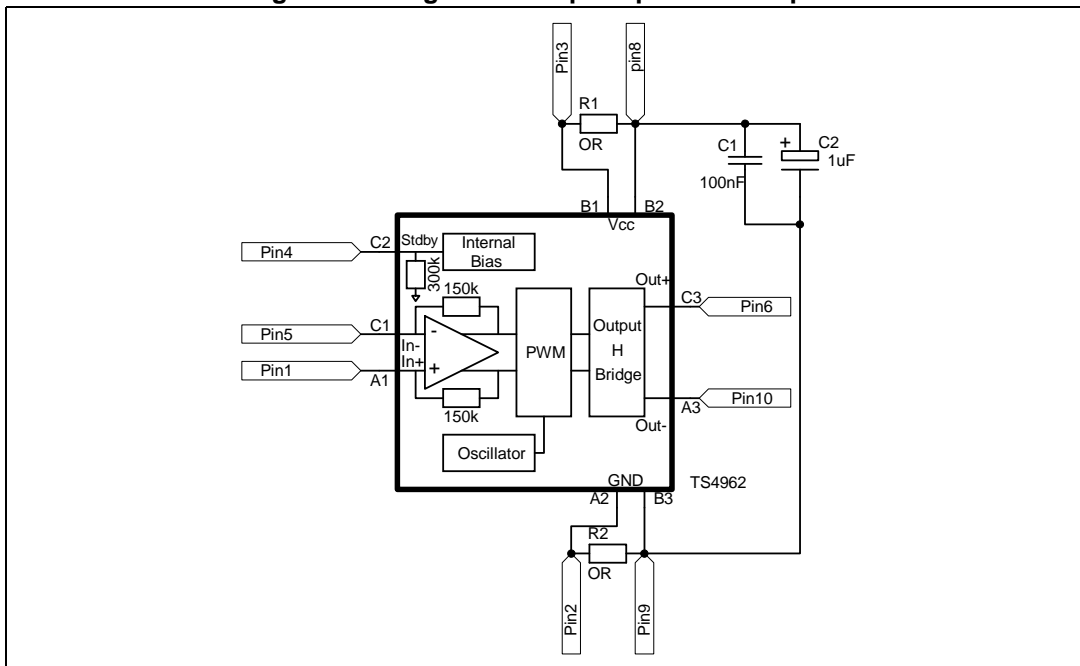 Pin3
pin8
R1
OR
C1
100nF
+
C2
1uF
B1
B2
Vcc
Pin4
C2
Stdby
Internal
Bias
300k
150k
Out+
C3
Pin6
Pin5
C1
In-
-
Pin1
A1
In+
+
PWM
Output
H
Bridge
150k
A3
Pin10
Out-
Oscillator
GND
TS4962
A2
B3
R2
OR
Pin2
Pin9